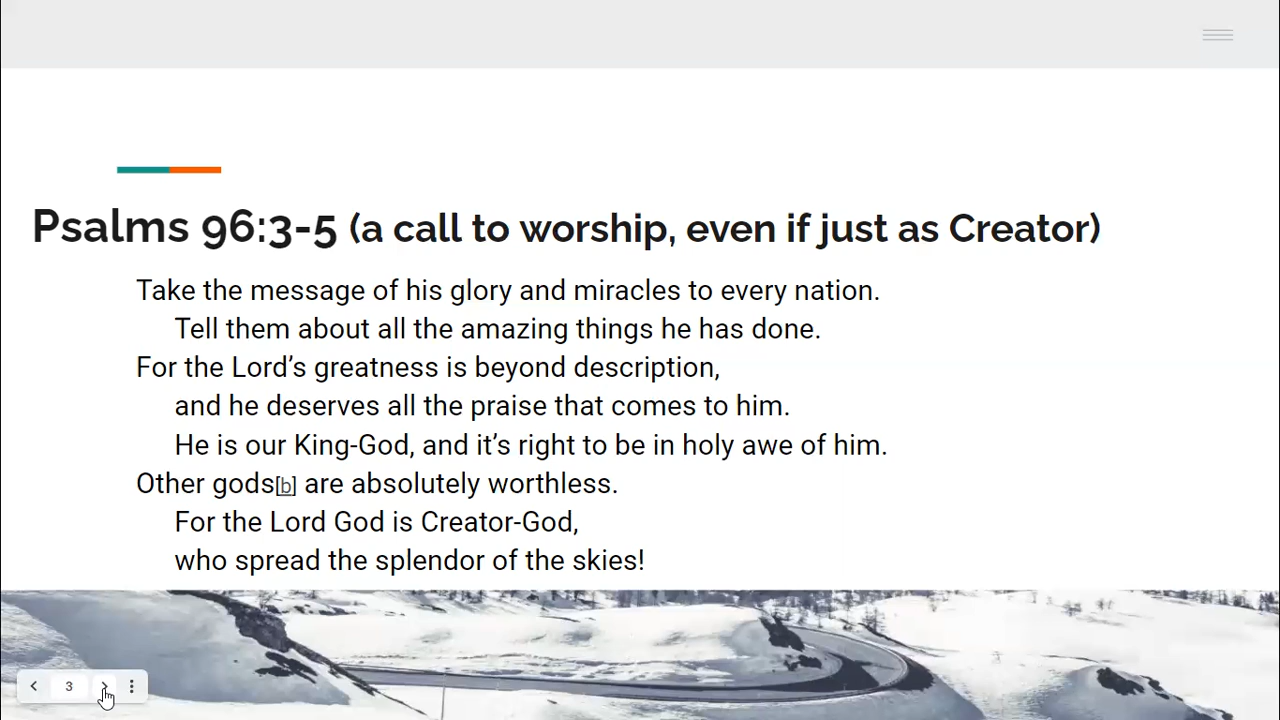 Psalms 96:3-5 (a call to worship, even if just as Creator)
Take the message of his glory and miracles to every nation.
Tell them about all the amazing things he has done.
For the Lord’s greatness is beyond description,
and he deserves all the praise that comes to him.
He is our King-God, and it’s right to be in holy awe of him.
Other gods[b] are absolutely worthless.
For the Lord God is Creator-God,
who spread the splendor of the skies!
3